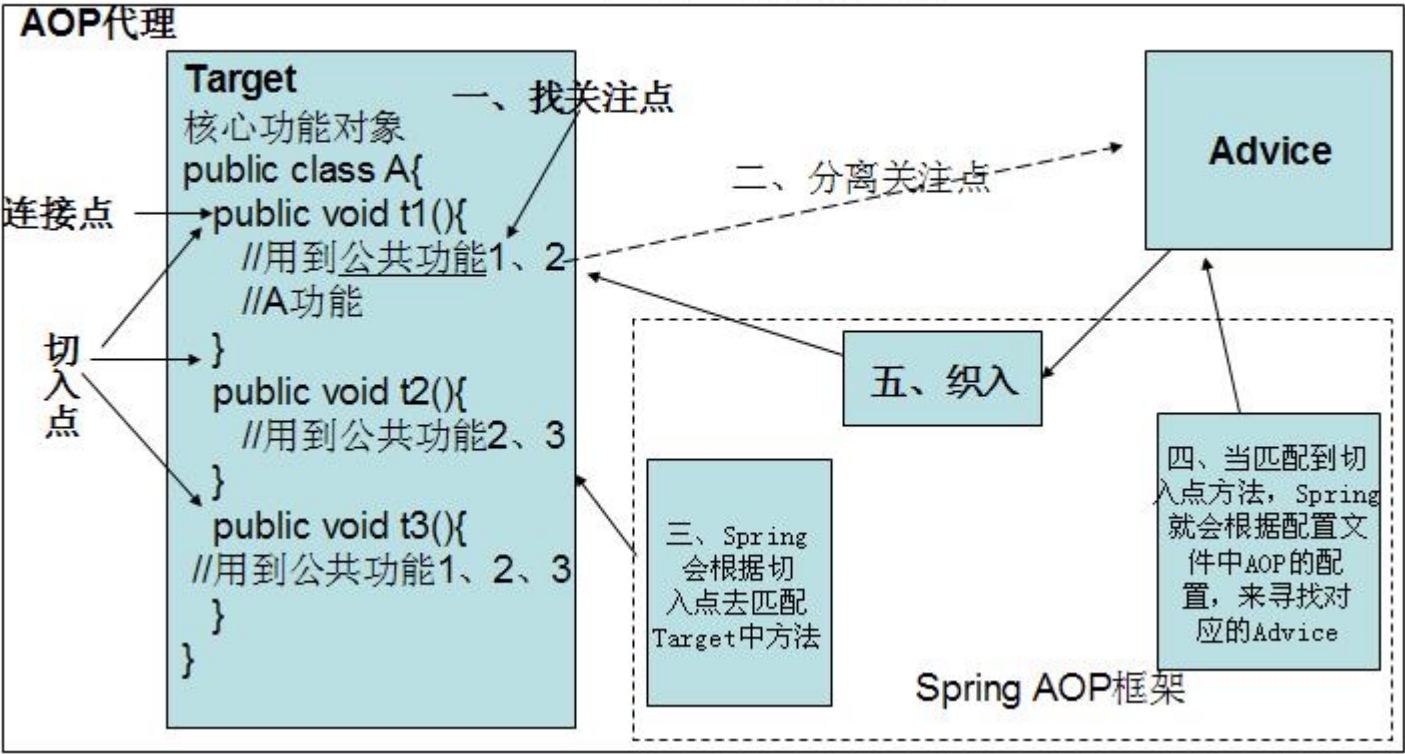 AOP代理
Target
核心功能对象
public class A{
public void t1(){
//用到公共功能1、2
//A功能
}
public void t2(){
//用到公共功能2、3
}
public void t3(){
//用到公共功能1、2、3
}
}
一、找关注点
连接点
切
入
点
二、分离关注点
Advice
五、织入
三、Spring
会根据切
入点去匹配
Target中方法
四、当匹配到切
入点方法，Spring
就会根据配置文
件中AOP的配
置，来寻找对
应的Advice
Spring AOP框架